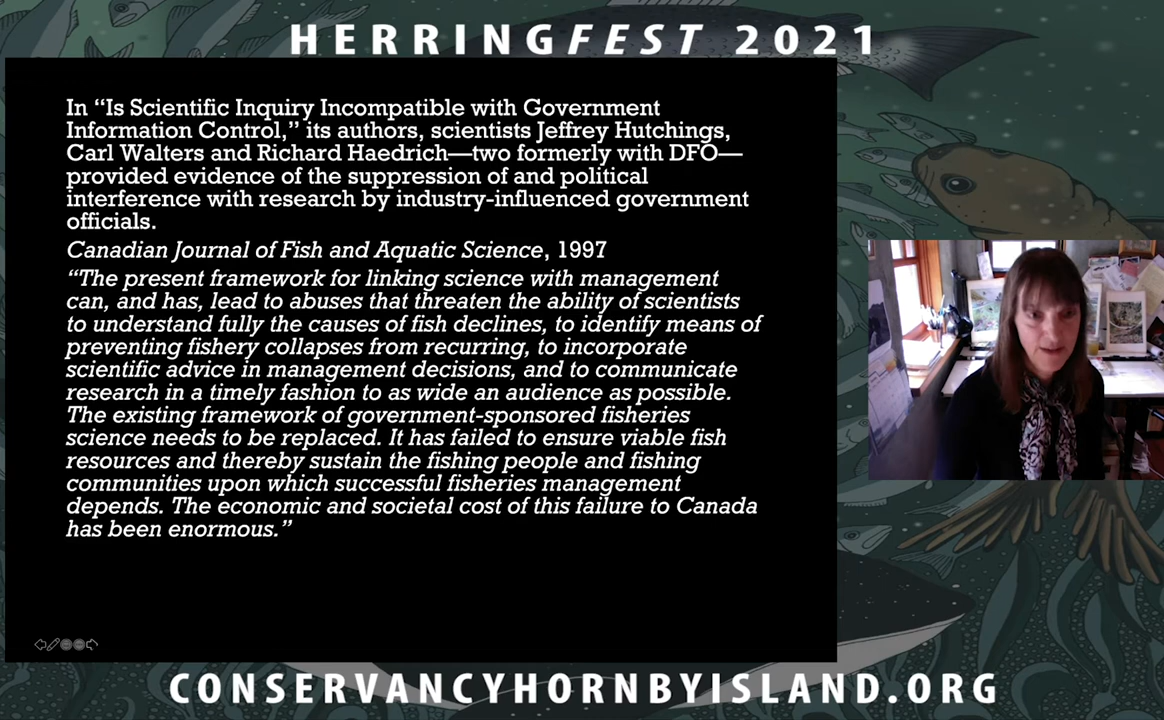 HERRINGFEST 2021
In “Is Scientific Inquiry Incompatible with Government
Information Control,” its authors, scientists Jeffrey Hutchings,
Carl Walters and Richard Haedrich—two formerly with DFO—
provided evidence of the suppression of and political
interference with research by industry-influenced government
officials.
Canadian Journal of Fish and Aquatic Science, 1997
“The present framework for linking science with management
can, and has, lead to abuses that threaten the ability of scientists
to understand fully the causes of fish declines, to identify means of
preventing fishery collapses from recurring, to incorporate
scientific advice in management decisions, and to communicate
research in a timely fashion to as wide an audience as possible.
The existing framework of government-sponsored fisheries
science needs to be replaced. It has failed to ensure viable fish
resources and thereby sustain the fishing people and fishing
communities upon which successful fisheries management
depends. The economic and societal cost of this failure to Canada
has been enormous.”
CONSERVANCYHORNBYISLAND.ORG